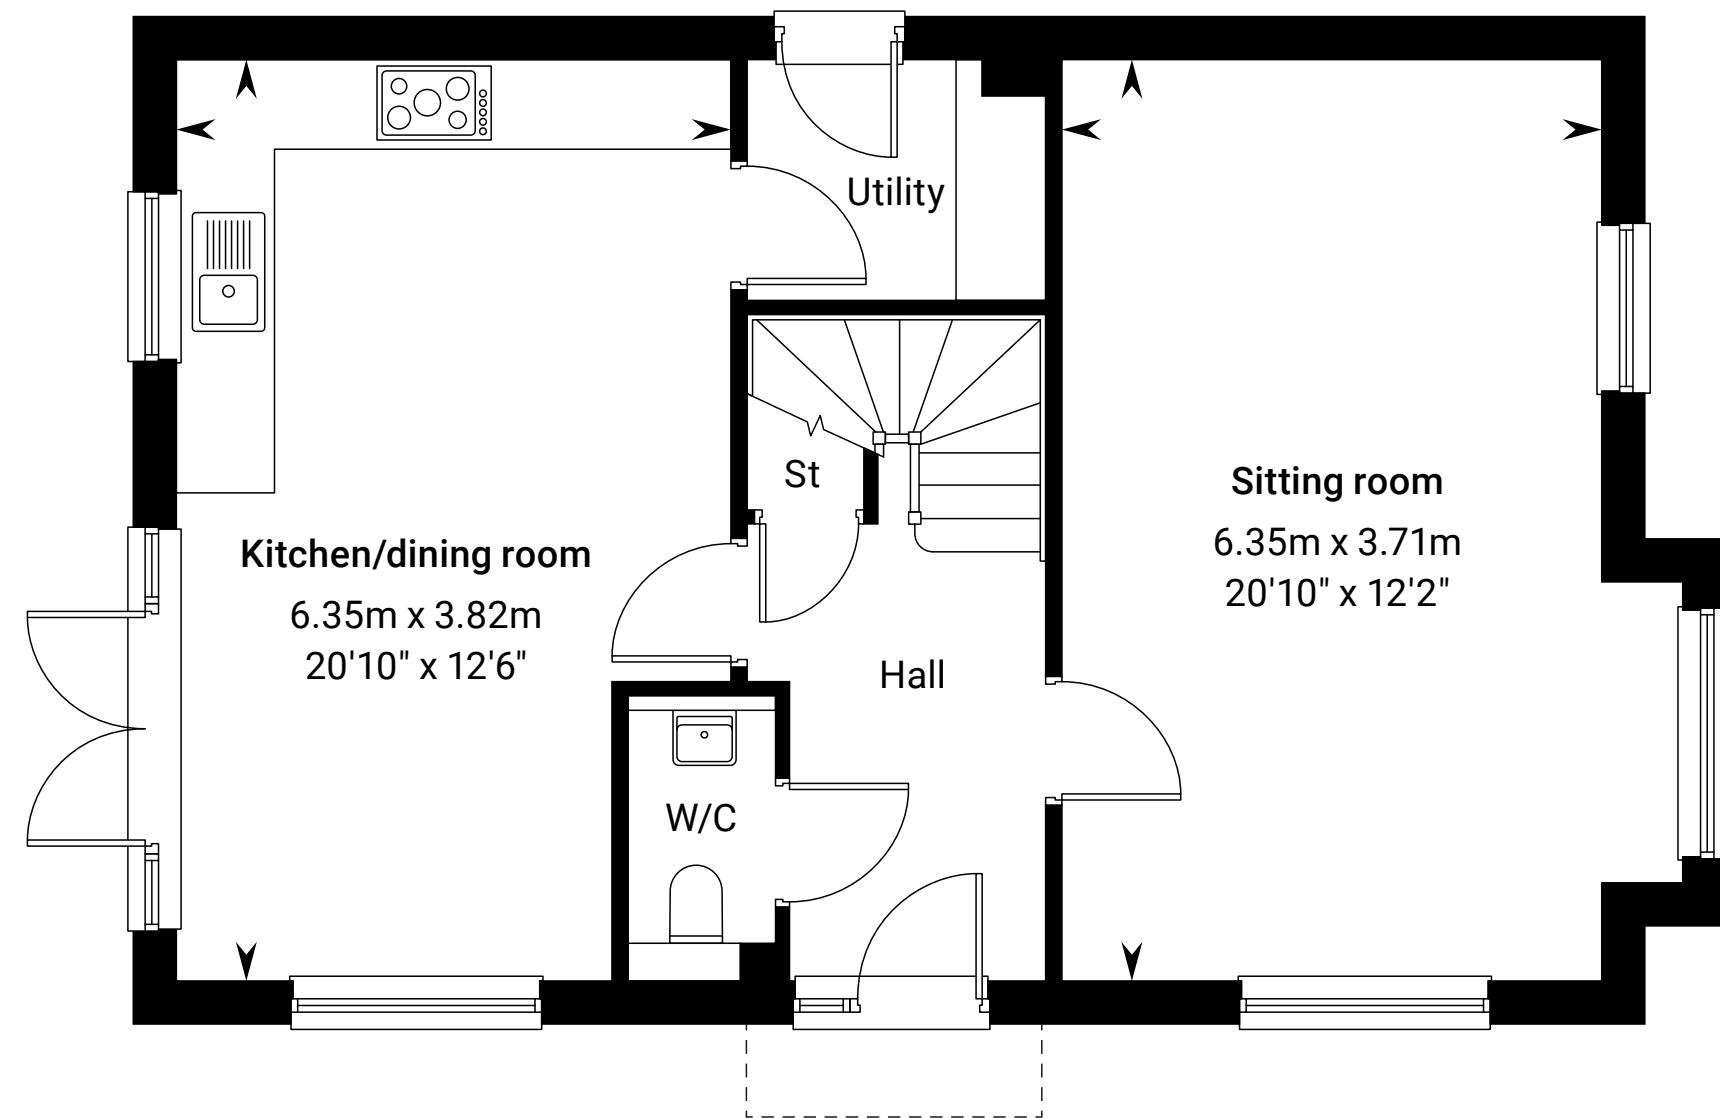 Utility
St
Sitting room
6.35m x 3.71m
20'10" x 12'2"
Kitchen/dining room
6.35m x 3.82m
20'10" x 12'6"
Hall
W/C